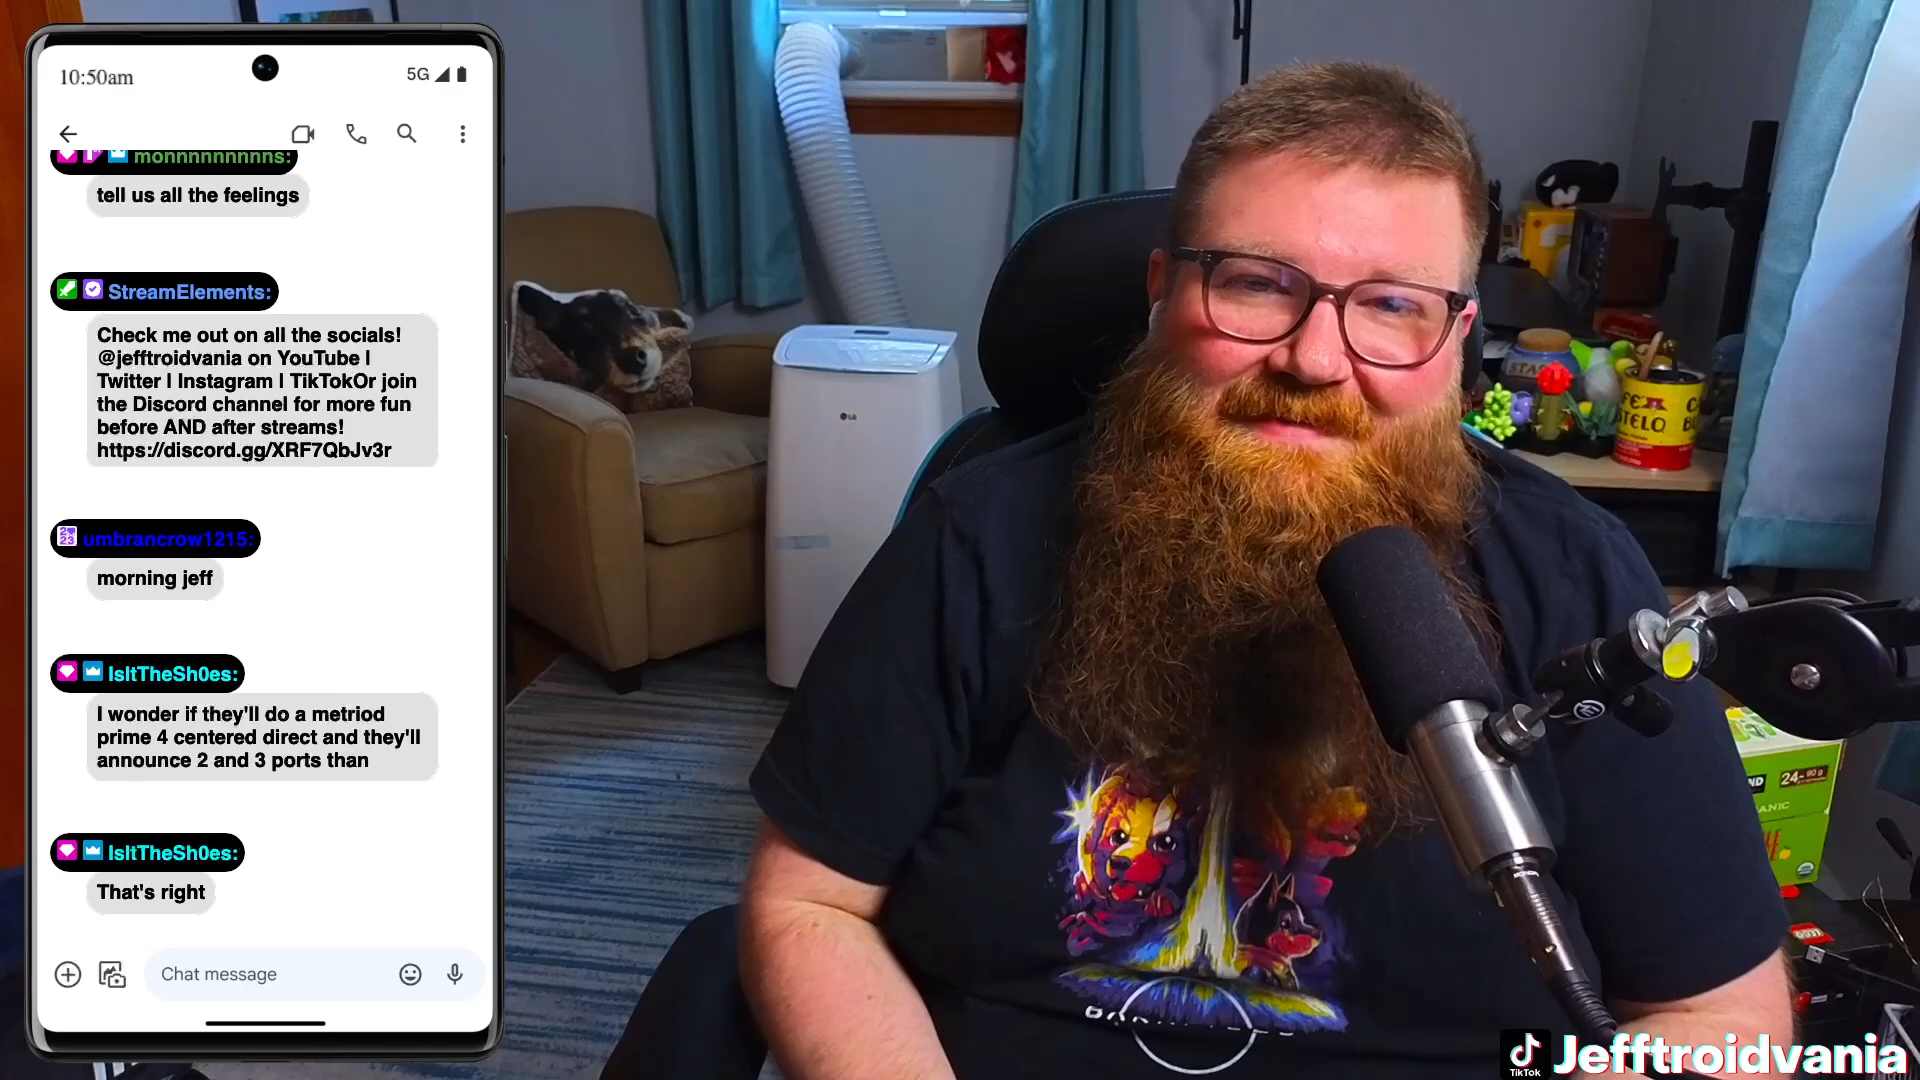 10:50am
5G
monnnnnnnnns:
tell us all the feelings
StreamElements:
Check me out on all the socials!
@jefftroidvania on YouTube |
Twitter | Instagram | TikTokOr join
the Discord channel for more fun
before AND after streams!
https://discord.gg/XRF7QbJv3r
umbrancrow1215:
morning jeff
IsItTheSh0es:
I wonder if they'll do a metriod
prime 4 centered direct and they'll
announce 2 and 3 ports than
IsItTheSh0es:
That's right
Chat message
LG
24-90 g
TikTok
Jefftroidvania